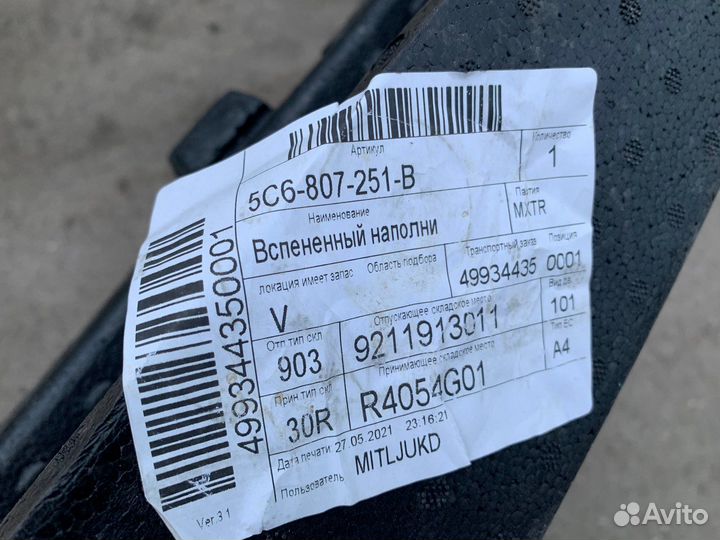 Артикул
Количество
5C6-807-251-B
1
Наименование
Партия
Вспененный наполни
MXTR
локация имеет запас Область подбора Транспортный заказ Позиция
V
49934435 0001
Отп тип скл Отпускающее складское место Вид дв
903 9211913011 101
Прин тип скл Принимающее складское место Тип ЕС
30R R4054G01 A4
Дата печати 27.05.2021 23:16:21
Пользователь MITLJUKD
Ver.3.1
499344350001
Avito